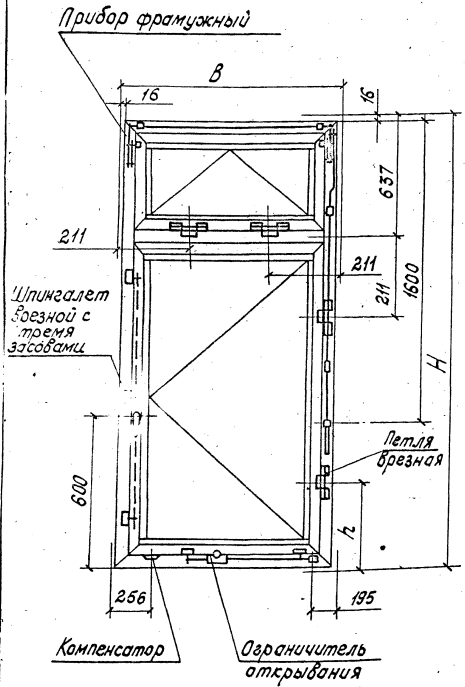 Прибор фрамужный
В
16
16
637
211
211
211
1600
Н
Шпингалет
врезной с
тремя
засовами
Петля
врезная
600
h
256
195
Компенсатор
Ограничитель
открывания